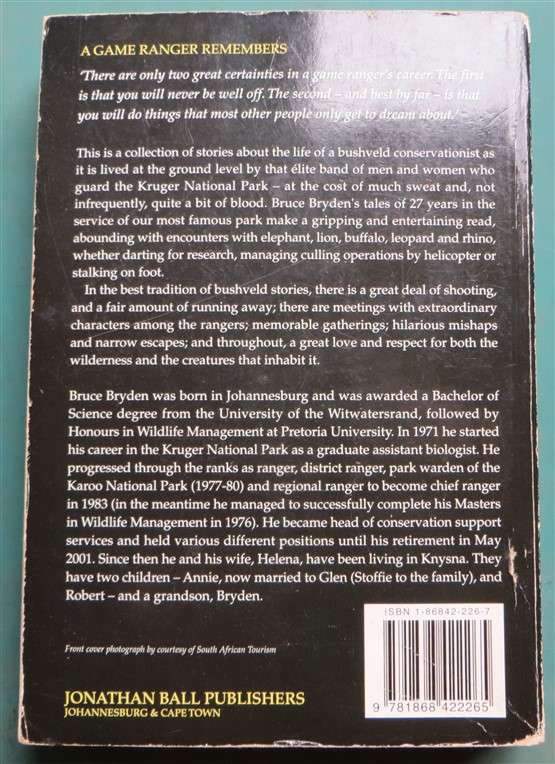 A GAME RANGER REMEMBERS
'There are only two great certainties in a game ranger's career. The first
is that you will never be well off. The second – and best by far – is that
you will do things that most other people only get to dream about.'
This is a collection of stories about the life of a bushveld conservationist as
it is lived at the ground level by that élite band of men and women who
guard the Kruger National Park – at the cost of much sweat and, not
infrequently, quite a bit of blood. Bruce Bryden's tales of 27 years in the
service of our most famous park make a gripping and entertaining read,
abounding with encounters with elephant, lion, buffalo, leopard and rhino,
whether darting for research, managing culling operations by helicopter or
stalking on foot.
In the best tradition of bushveld stories, there is a great deal of shooting,
and a fair amount of running away; there are meetings with extraordinary
characters among the rangers; memorable gatherings; hilarious mishaps
and narrow escapes; and throughout, a great love and respect for both the
wilderness and the creatures that inhabit it.
Bruce Bryden was born in Johannesburg and was awarded a Bachelor of
Science degree from the University of the Witwatersrand, followed by
Honours in Wildlife Management at Pretoria University. In 1971 he started
his career in the Kruger National Park as a graduate assistant biologist. He
progressed through the ranks as ranger, district ranger, park warden of the
Karoo National Park (1977-80) and regional ranger to become chief ranger
in 1983 (in the meantime he managed to successfully complete his Masters
in Wildlife Management in 1976). He became head of conservation support
services and held various different positions until his retirement in May
2001. Since then he and his wife, Helena, have been living in Knysna. They
have two children – Annie, now married to Glen (Stoffie to the family), and
Robert – and a grandson, Bryden.
ISBN 1-86842-226-7
Front cover photograph by courtesy of South African Tourism
JONATHAN BALL PUBLISHERS
JOHANNESBURG & CAPE TOWN
9 781868 422265